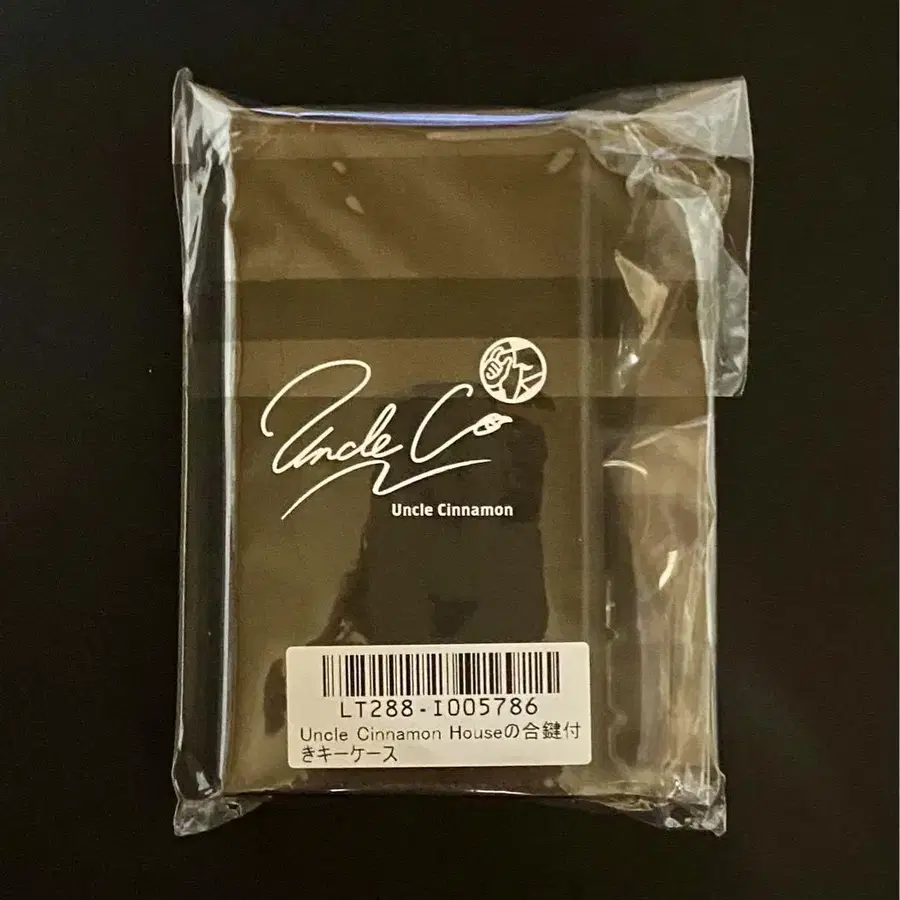 Uncle Co
Uncle Cinnamon
LT288-I005786
Uncle Cinnamon Houseの合鍵付
きキーケース